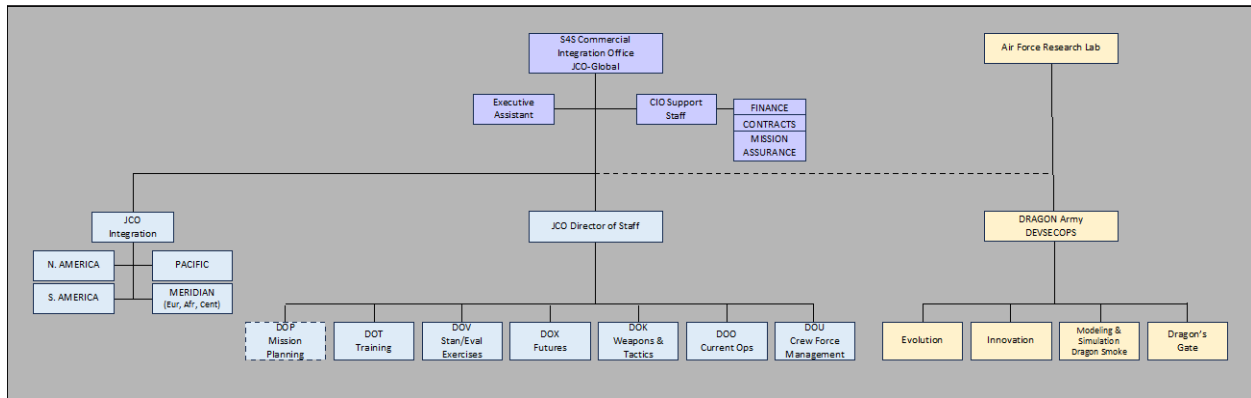 S4S Commercial
Integration Office
JCO-Global
Air Force Research Lab
Executive
Assistant
CIO Support
Staff
FINANCE
CONTRACTS
MISSION
ASSURANCE
JCO
Integration
JCO Director of Staff
DRAGON Army
DEVSECOPS
N. AMERICA
PACIFIC
S. AMERICA
MERIDIAN
(Eur, Afr, Cent)
DOP
Mission
Planning
DOT
Training
DOV
Stan/Eval
Exercises
DOX
Futures
DOK
Weapons &
Tactics
DOO
Current Ops
DOU
Crew Force
Management
Evolution
Innovation
Modeling &
Simulation
Dragon Smoke
Dragon's
Gate